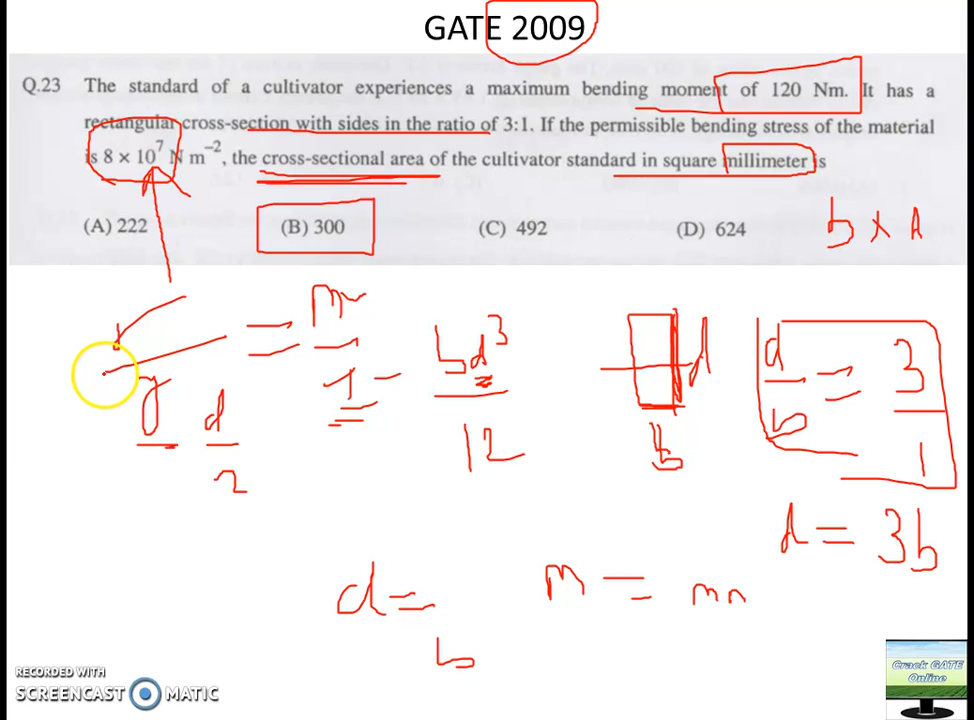 GATE 2009
Q.23 The standard of a cultivator experiences a maximum bending moment of 120 Nm. It has a
rectangular cross-section with sides in the ratio of 3:1. If the permissible bending stress of the material
is 8 × 10⁷ N m⁻², the cross-sectional area of the cultivator standard in square millimeter is
(A) 222 (B) 300 (C) 492 (D) 624
b × d
f/y = M/I = bd³/12
d/2
d
b
d/b = 3/1
d = 3b
d =
b
m = mm
RECORDED WITH
SCREENCAST MATIC
Crack GATE
Online